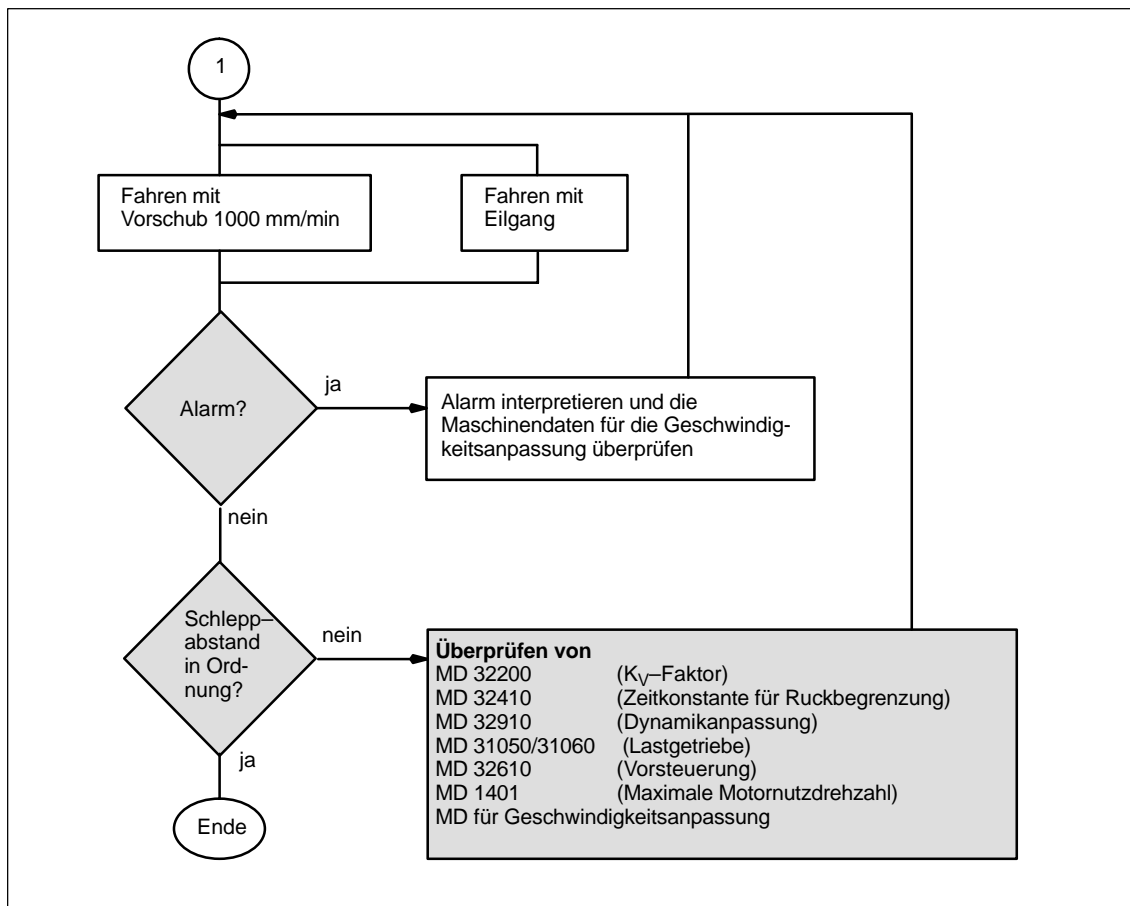 1
Fahren mit
Vorschub 1000 mm/min
Fahren mit
Eilgang
Alarm?
ja
Alarm interpretieren und die
Maschinendaten für die Geschwindig-
keitsanpassung überprüfen
nein
Schlepp–
abstand
in Ord-
nung?
nein
Überprüfen von
MD 32200 (KV–Faktor)
MD 32410 (Zeitkonstante für Ruckbegrenzung)
MD 32910 (Dynamikanpassung)
MD 31050/31060 (Lastgetriebe)
MD 32610 (Vorsteuerung)
MD 1401 (Maximale Motornutzdrehzahl)
MD für Geschwindigkeitsanpassung
ja
Ende